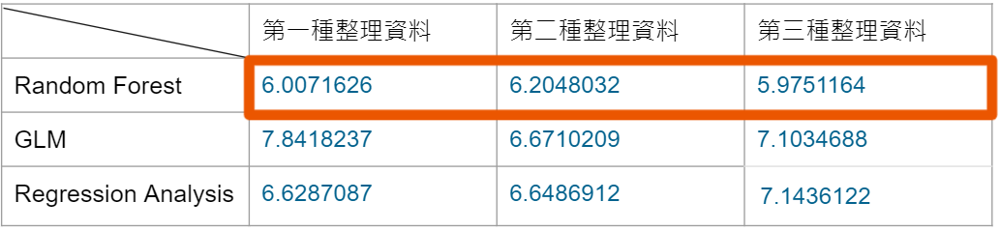 第一種整理資料 第二種整理資料 第三種整理資料
Random Forest 6.0071626 6.2048032 5.9751164
GLM 7.8418237 6.6710209 7.1034688
Regression Analysis 6.6287087 6.6486912 7.1436122